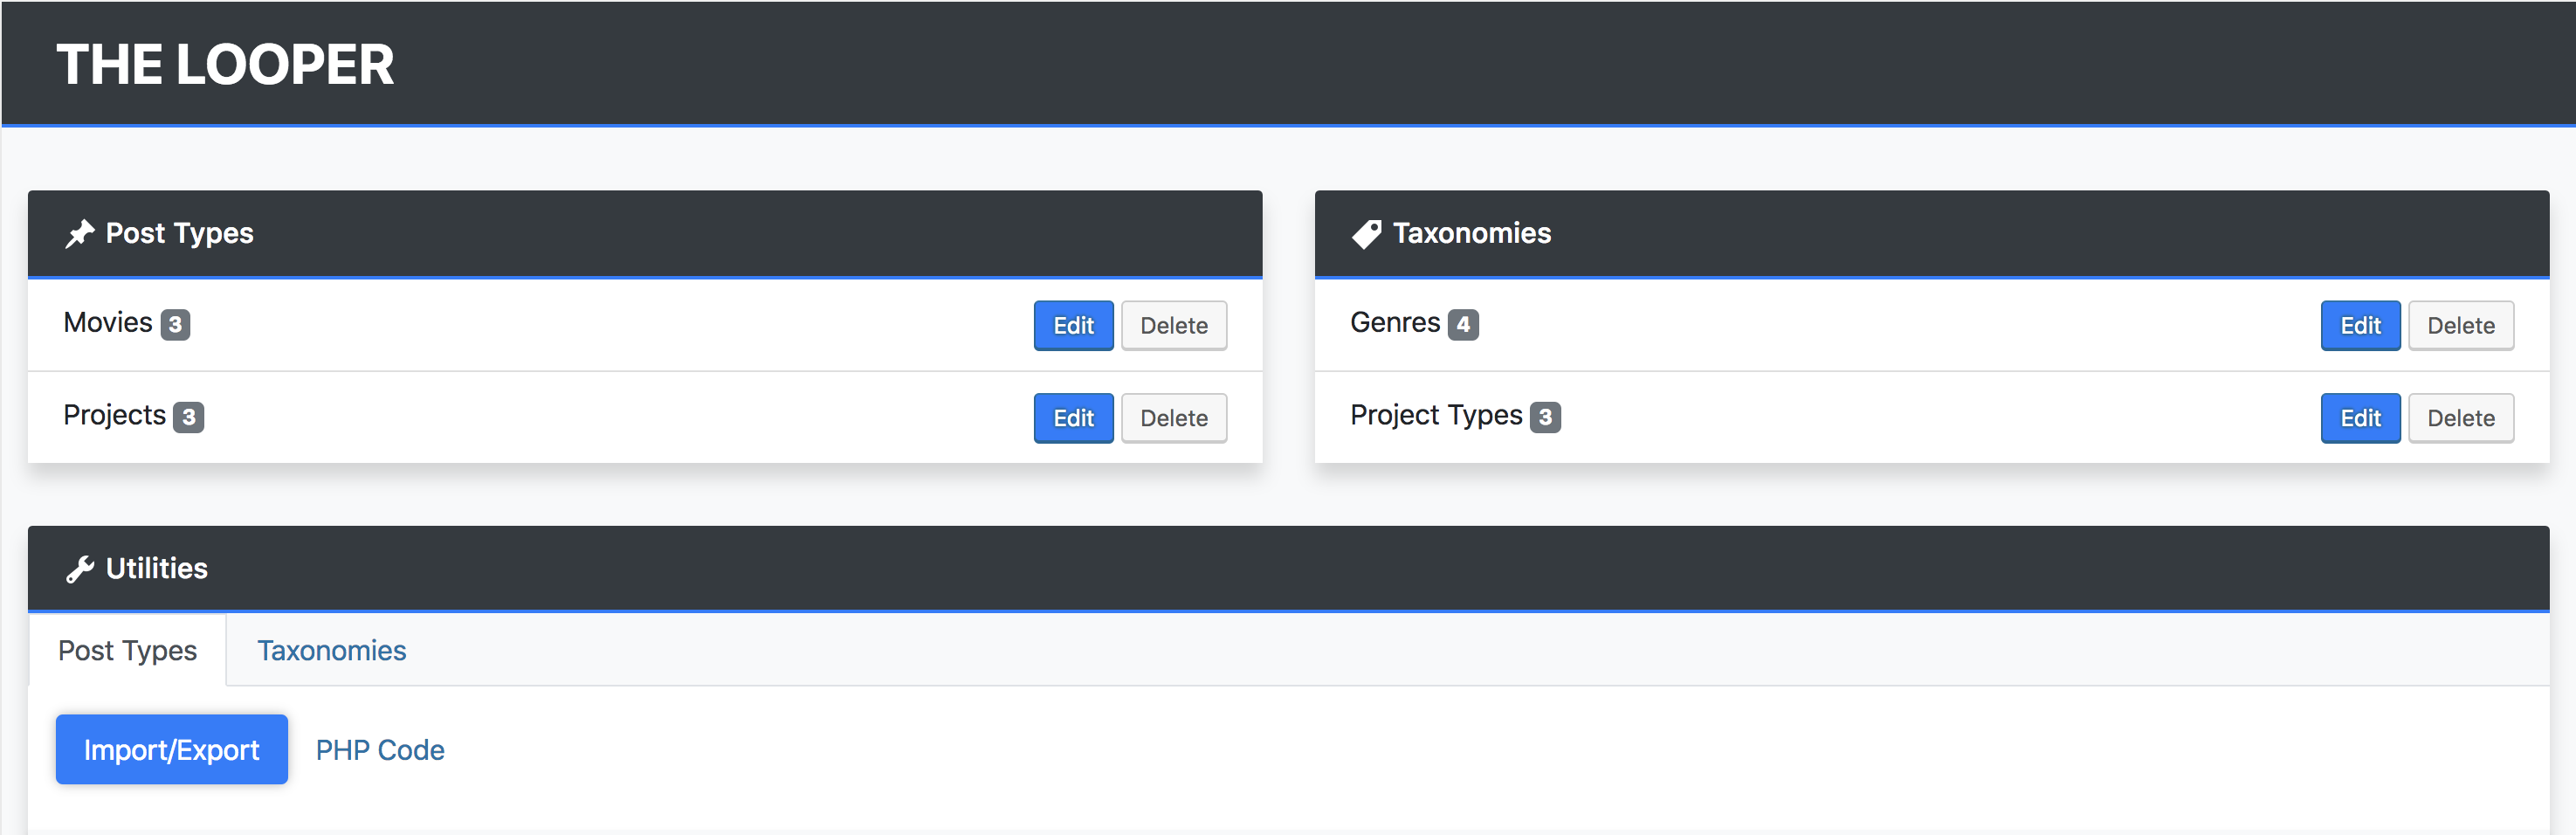 THE LOOPER
Post Types
Movies 3 Edit Delete
Projects 3 Edit Delete
Taxonomies
Genres 4 Edit Delete
Project Types 3 Edit Delete
Utilities
Post Types Taxonomies
Import/Export PHP Code